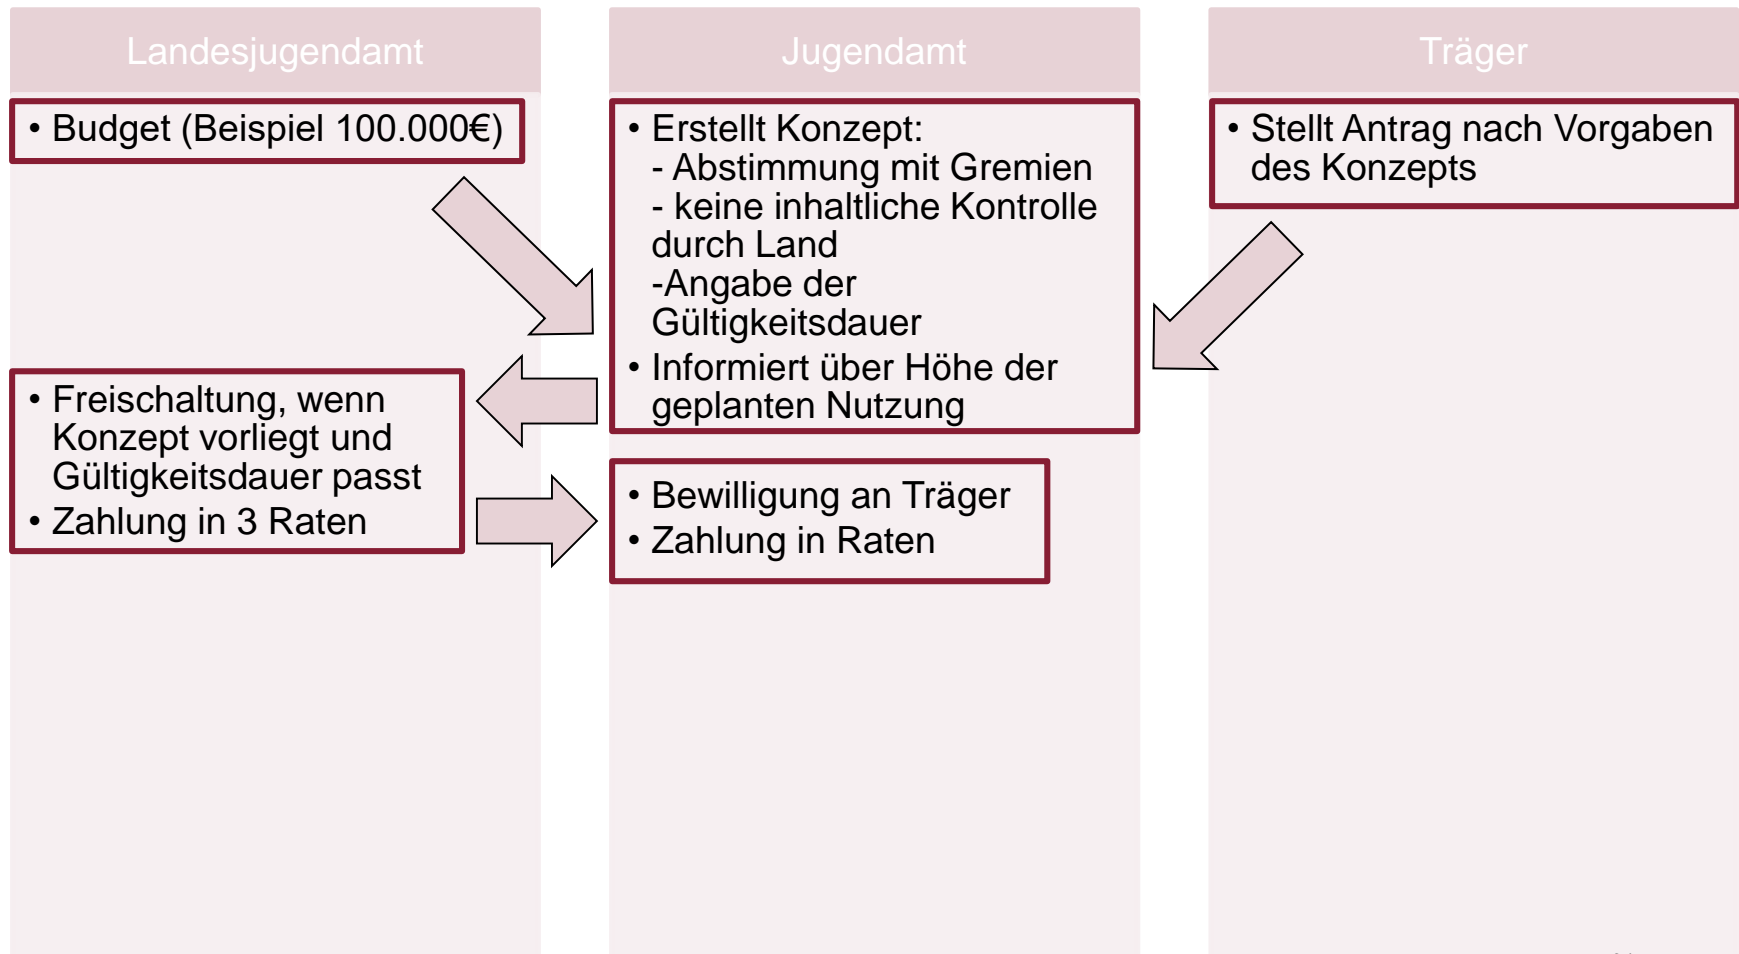 Landesjugendamt
• Budget (Beispiel 100.000€)
• Freischaltung, wenn
Konzept vorliegt und
Gültigkeitsdauer passt
• Zahlung in 3 Raten
Jugendamt
• Erstellt Konzept:
- Abstimmung mit Gremien
- keine inhaltliche Kontrolle
durch Land
-Angabe der
Gültigkeitsdauer
• Informiert über Höhe der
geplanten Nutzung
• Bewilligung an Träger
• Zahlung in Raten
Träger
• Stellt Antrag nach Vorgaben
des Konzepts